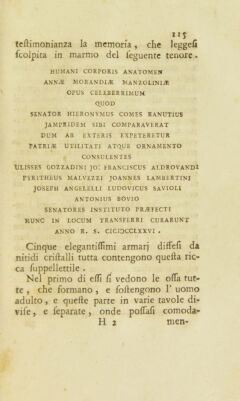 115
testimonianza la memoria, che leggesi
scolpita in marmo del seguente tenore.
HUMANI CORPORIS ANATOMEN
ANNÆ MORANDIÆ MANZOLINIÆ
OPUS CELEBERRIMUM
QUOD
SENATOR HIERONYMUS COMES RANUTIUS
JAMPRIDEM SIBI COMPARAVERAT
DUM AB EXTERIS EXPETERETUR
PATRIÆ UTILITATI ATQUE ORNAMENTO
CONSULENTES
ULISSES GOZZADINI JO: FRANCISCUS ALDROVANDI
PYRITHEUS MALVEZZI JOANNES LAMBERTINI
JOSEPH ANGELELLI LUDOVICUS SAVIOLI
ANTONIUS BOVIO
SENATORES INSTITUTO PRÆFECTI
HUNC IN LOCUM TRANSFERRI CURARUNT
ANNO R. S. CIƆIƆCCLXXVI.
Cinque elegantissimi armarj difesi da
nitidi cristalli tutta contengono questa ric-
ca suppellettile.
Nel primo di essi si vedono le ossa tut-
te, che formano, e sostengono l'uomo
adulto, e queste parte in varie tavole di-
vise, e separate, onde possasi comoda-
H 2 men-